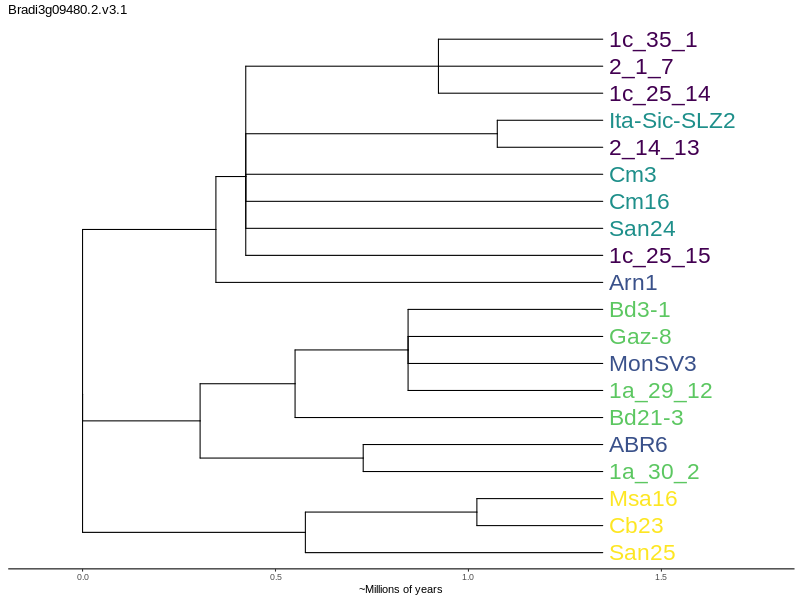 Bradi3g09480.2.v3.1
1c_35_1
2_1_7
1c_25_14
Ita-Sic-SLZ2
2_14_13
Cm3
Cm16
San24
1c_25_15
Arn1
Bd3-1
Gaz-8
MonSV3
1a_29_12
Bd21-3
ABR6
1a_30_2
Msa16
Cb23
San25
0.0 0.5 1.0 1.5
~Millions of years